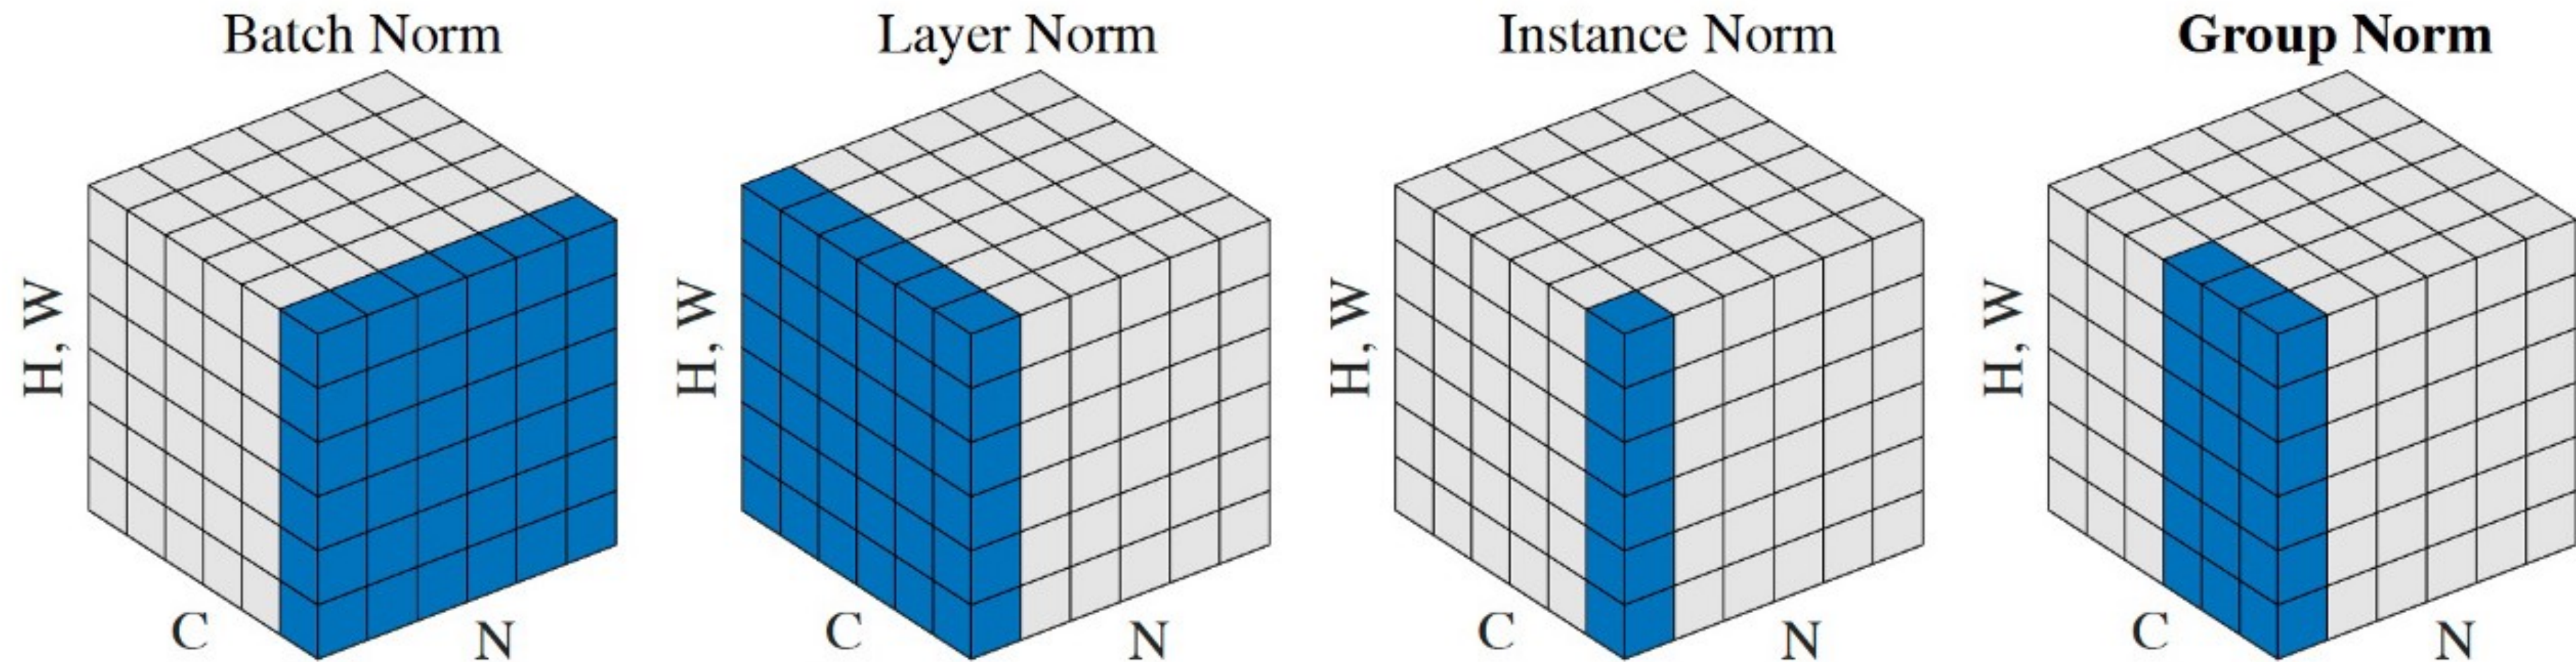 Batch Norm
H, W
C
N
Layer Norm
H, W
C
N
Instance Norm
H, W
C
N
Group Norm
H, W
C
N